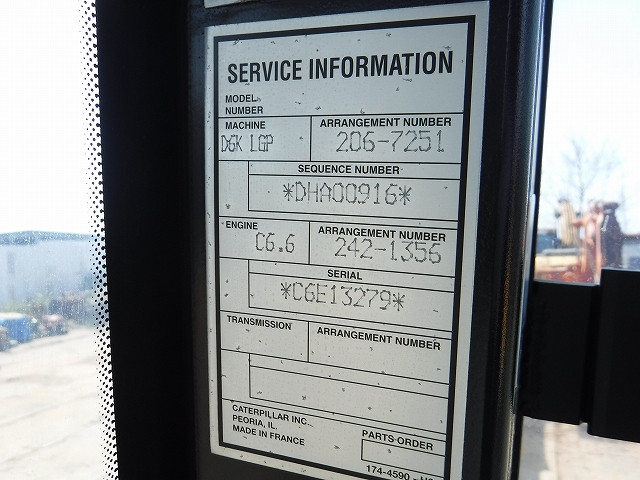 SERVICE INFORMATION
MODEL
NUMBER
MACHINE ARRANGEMENT NUMBER
D6K LGP 206-7251
SEQUENCE NUMBER
*DHA00916*
ENGINE ARRANGEMENT NUMBER
C6.6 242-1356
SERIAL
*C6E13279*
TRANSMISSION ARRANGEMENT NUMBER
CATERPILLAR INC.
PEORIA, IL.
MADE IN FRANCE
PARTS ORDER
174-4590